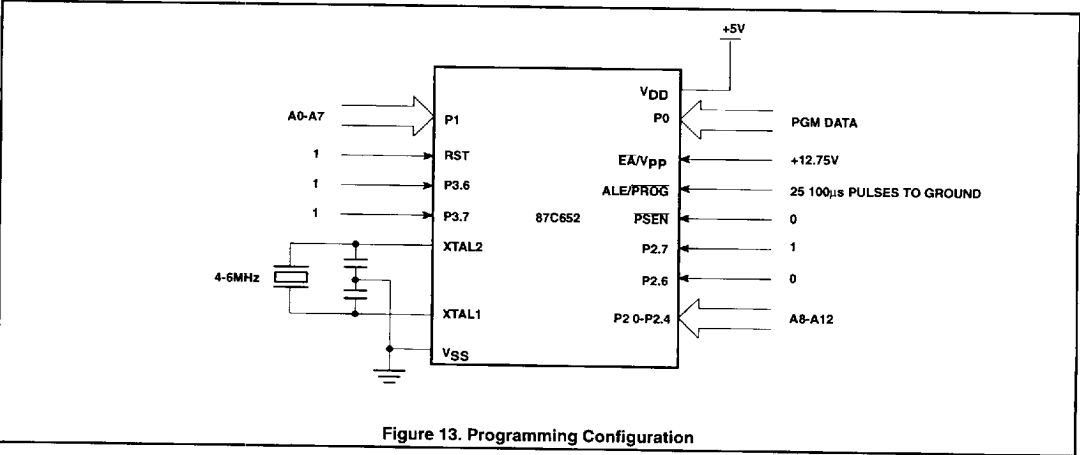 +5V
VDD
A0-A7
P1
P0
PGM DATA
1
RST
EA/VPP
+12.75V
1
P3.6
ALE/PROG
25 100µs PULSES TO GROUND
1
P3.7
87C652
PSEN
0
XTAL2
P2.7
1
4-6MHz
P2.6
0
XTAL1
P2 0-P2.4
A8-A12
VSS
Figure 13. Programming Configuration